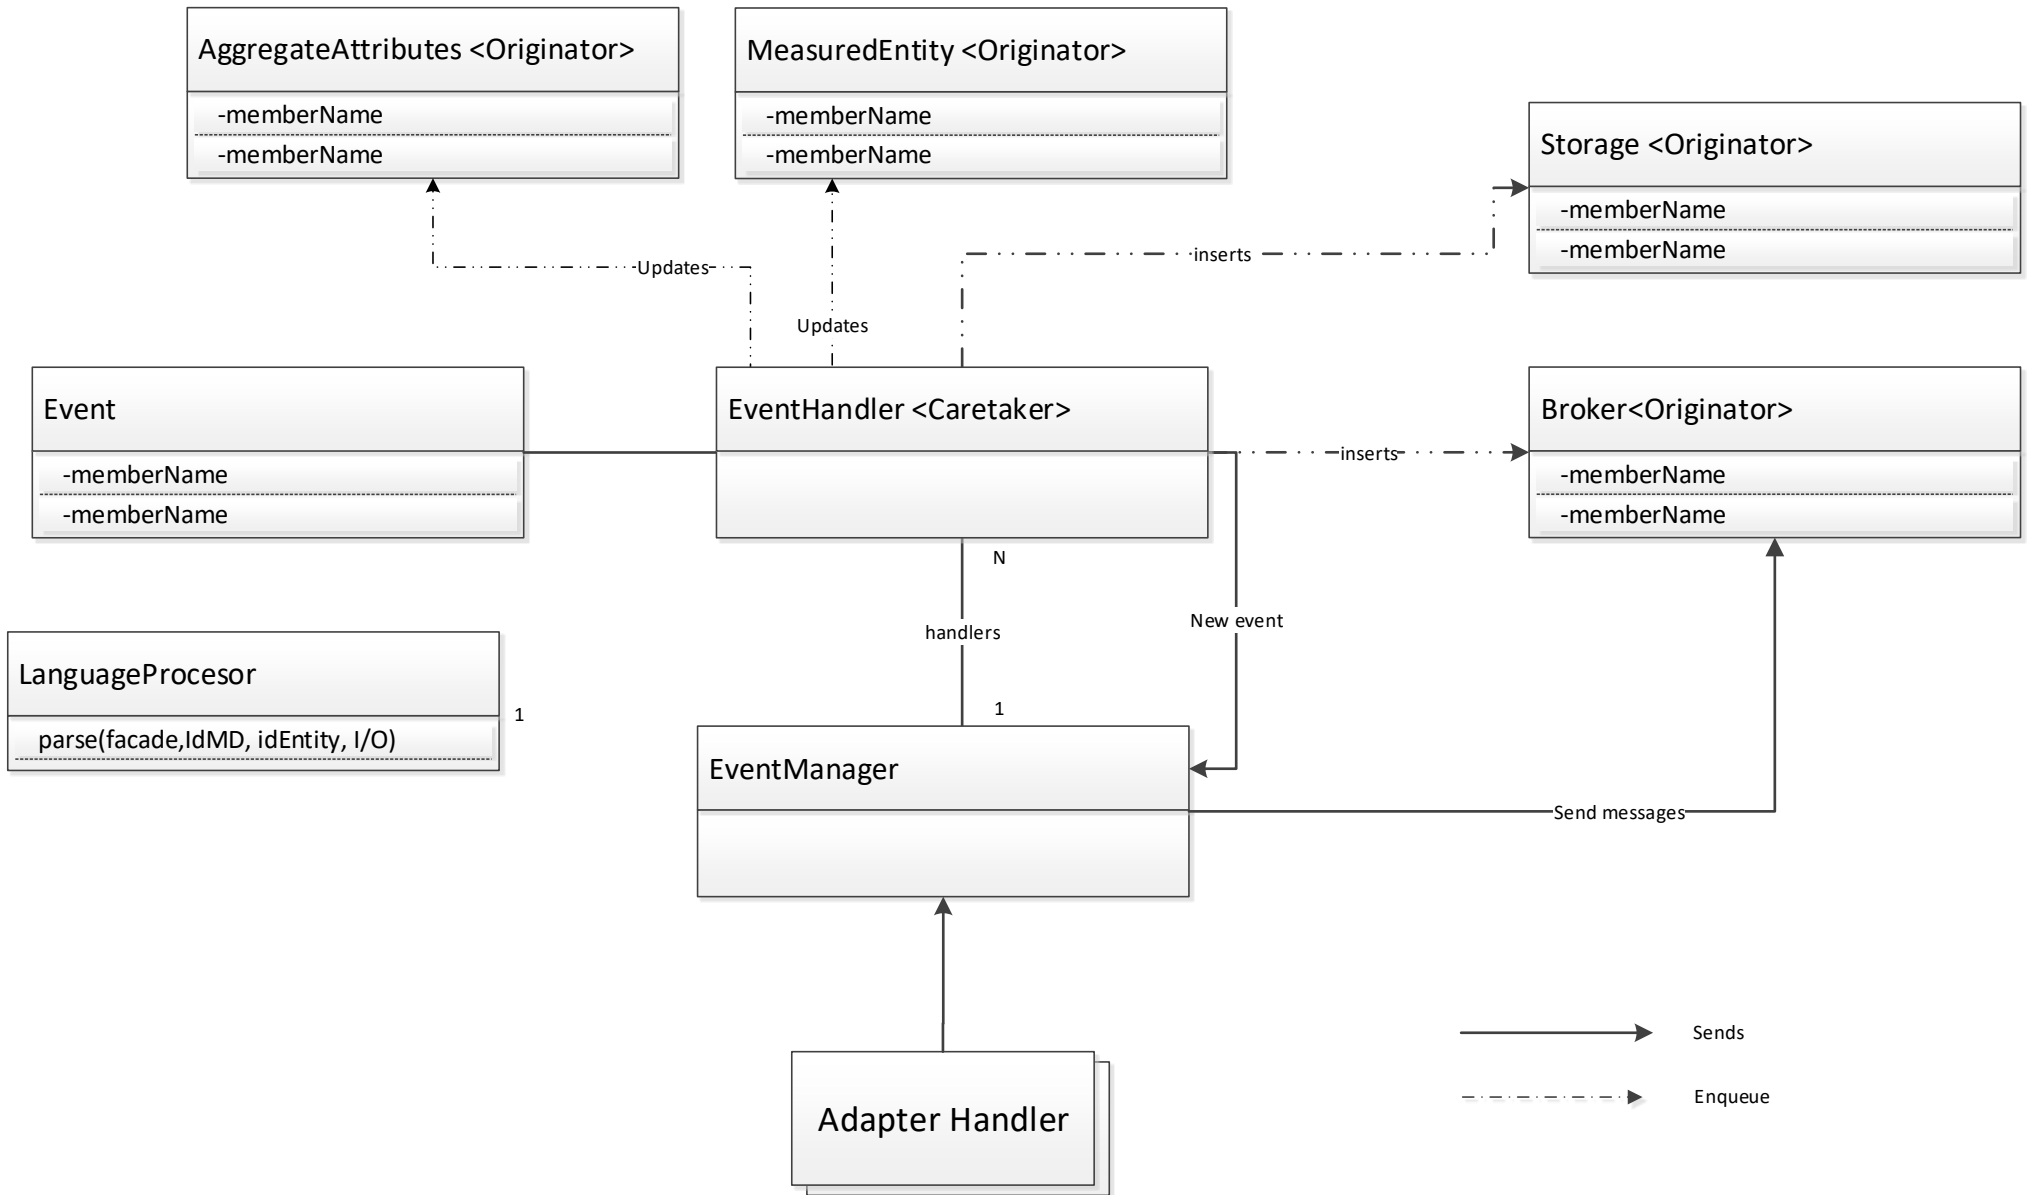 AggregateAttributes <Originator>
-memberName
-memberName
MeasuredEntity <Originator>
-memberName
-memberName
Storage <Originator>
-memberName
-memberName
Updates
Updates
inserts
Event
-memberName
-memberName
EventHandler <Caretaker>
inserts
Broker<Originator>
-memberName
-memberName
N
handlers
1
New event
LanguageProcesor
parse(facade,IdMD, idEntity, I/O)
1
EventManager
Send messages
Adapter Handler
Sends
Enqueue